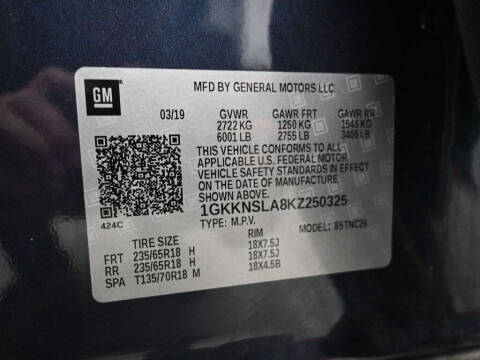 GM
MFD BY GENERAL MOTORS LLC
03/19 GVWR GAWR FRT GAWR RR
2722 KG 1250 KG 1545 KG
6001 LB 2755 LB 3406 LB
THIS VEHICLE CONFORMS TO ALL
APPLICABLE U.S. FEDERAL MOTOR
VEHICLE SAFETY STANDARDS IN EFFECT
ON THE DATE OF MANUFACTURE SHOWN ABOVE.
1GKKNSLA8KZ250325
424C TYPE: M.P.V. MODEL: 85TNC26
TIRE SIZE RIM
FRT 235/65R18 H 18X7.5J
RR 235/65R18 H 18X7.5J
SPA T135/70R18 M 18X4.5B